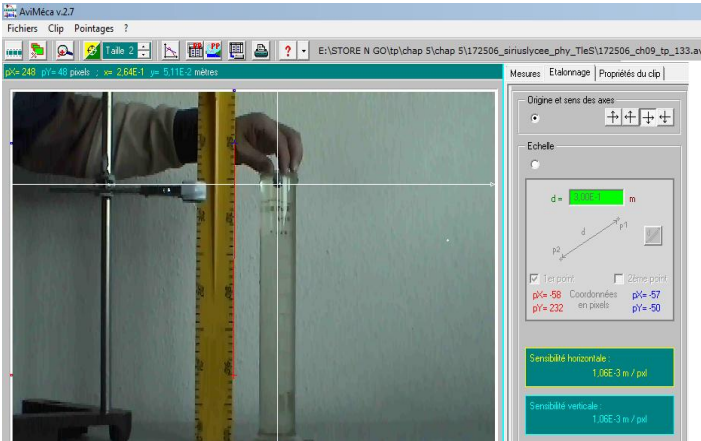 AviMéca v.2.7
Fichiers Clip Pointages ?
Taille 2 PP ? E:\STORE N GO\tp\chap 5\chap 5\172506_siriuslycee_phy_TleS\172506_ch09_tp_133.av
pX= 248 pY= 48 pixels ; x= 2,64E-1 y= 5,11E-2 mètres
Mesures Etalonnage Propriétés du clip
Origine et sens des axes
Echelle
d = 3,00E-1 m
d p1
p2
1er point 2ème point
pX= -58 Coordonnées pX= -57
pY= 232 en pixels pY= -50
Sensibilité horizontale :
1,06E-3 m / pxl
Sensibilité verticale :
1,06E-3 m / pxl